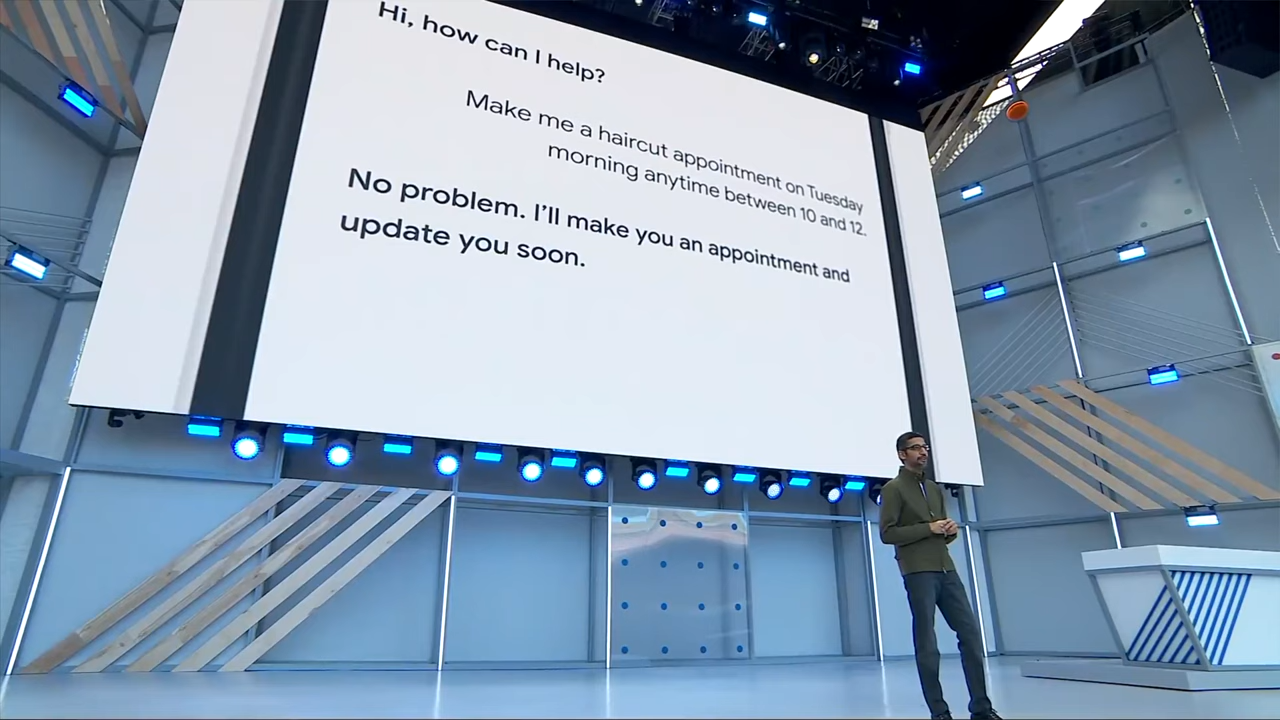 Hi, how can I help?
Make me a haircut appointment on Tuesday
morning anytime between 10 and 12.
No problem. I'll make you an appointment and
update you soon.